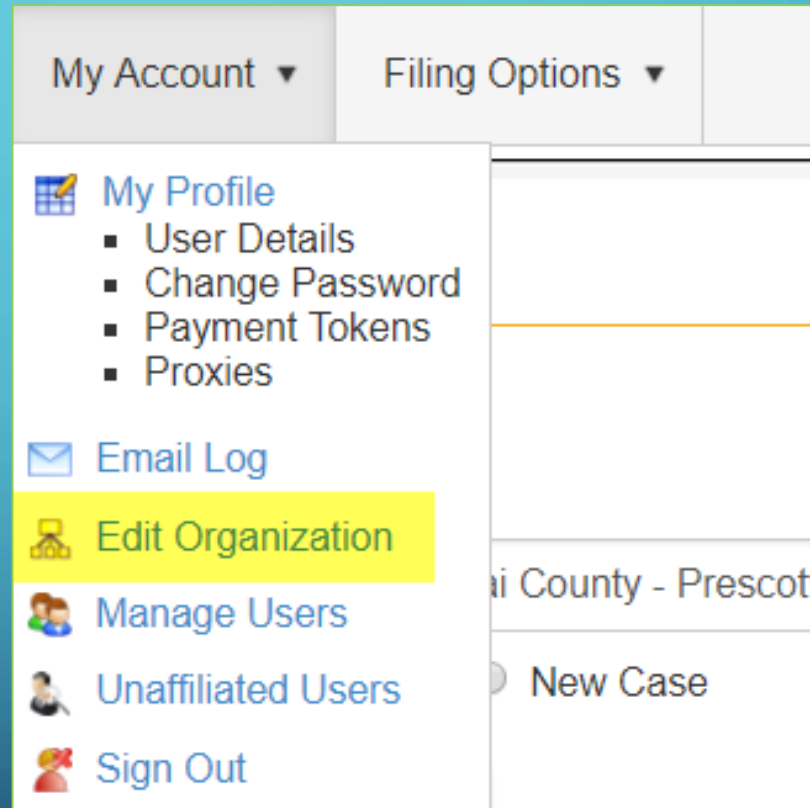 My Account ▼ Filing Options ▼
My Profile
▪ User Details
▪ Change Password
▪ Payment Tokens
▪ Proxies
Email Log
Edit Organization
Manage Users
Unaffiliated Users
Sign Out
County - 
New Case